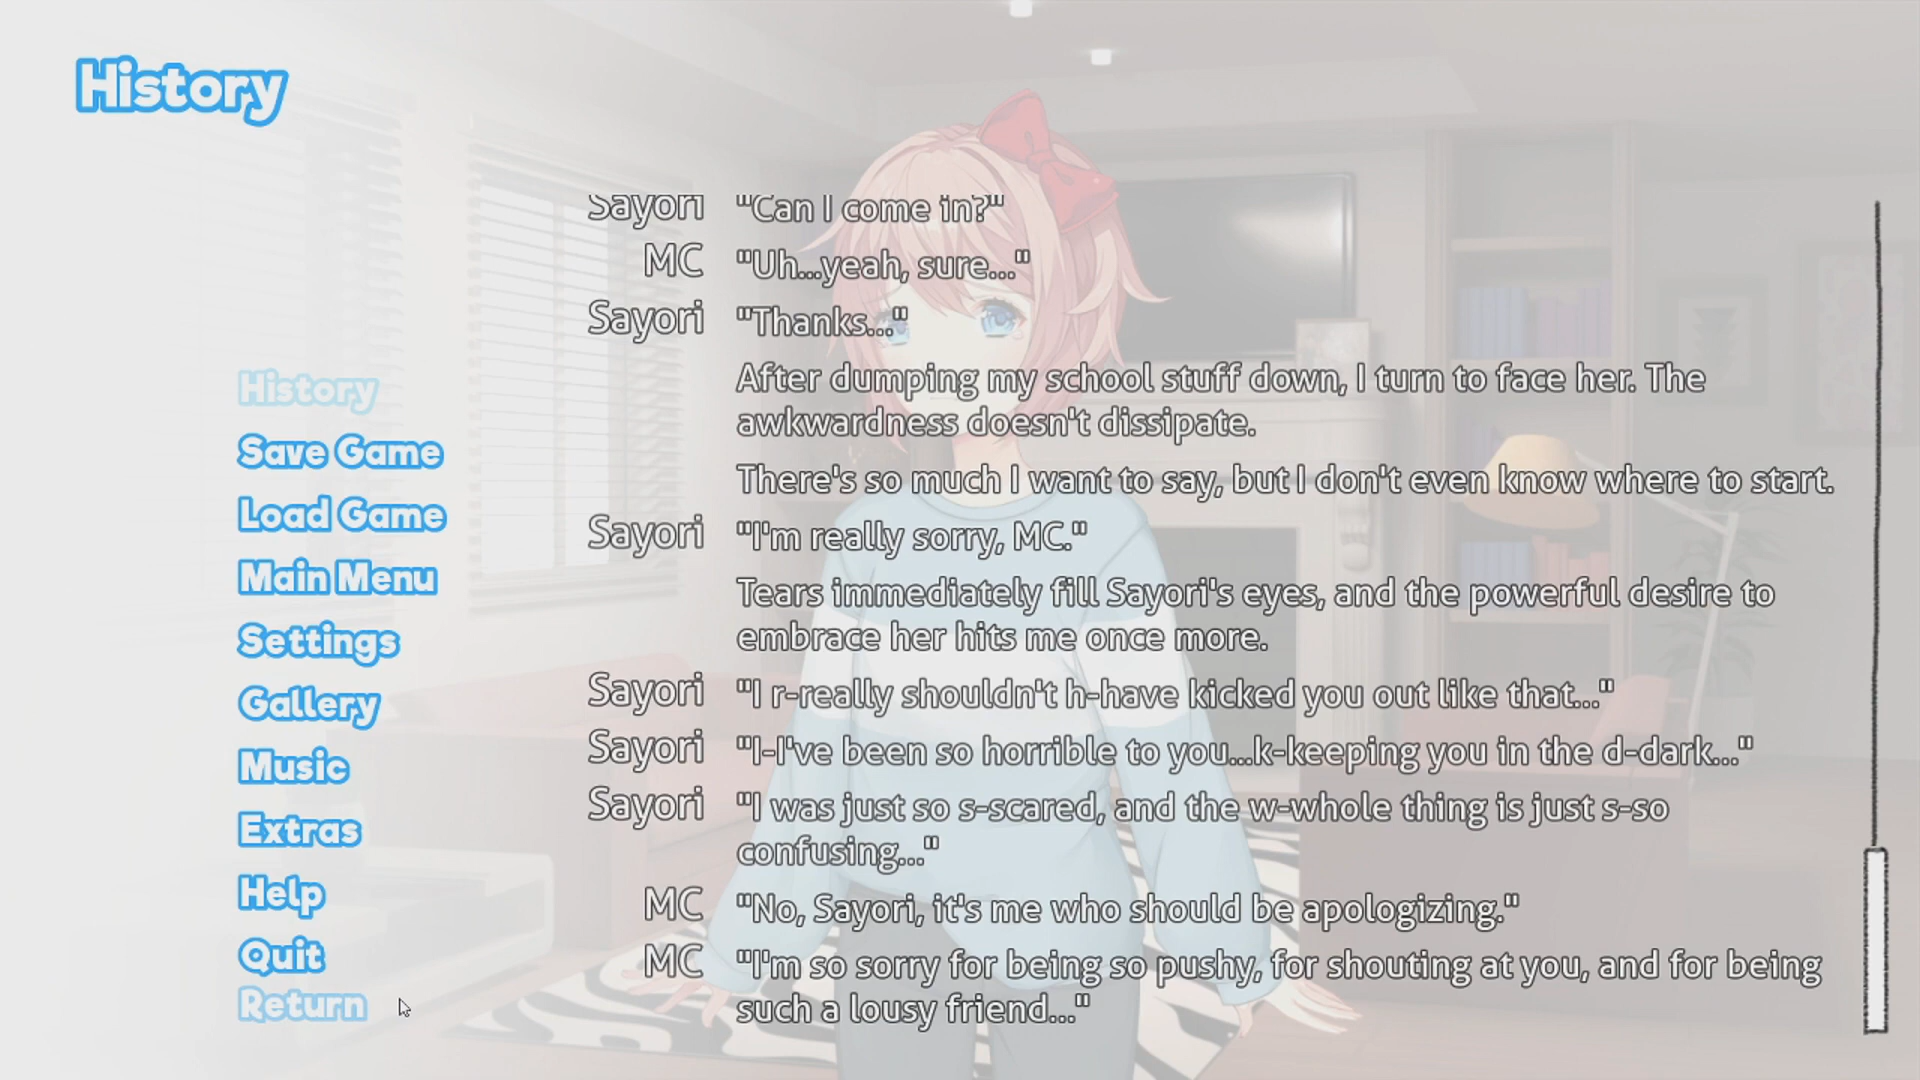 History
Sayori "Can I come in?"
MC "Uh...yeah, sure..."
Sayori "Thanks..."
After dumping my school stuff down, I turn to face her. The
awkwardness doesn't dissipate.
There's so much I want to say, but I don't even know where to start.
Sayori "I'm really sorry, MC."
Tears immediately fill Sayori's eyes, and the powerful desire to
embrace her hits me once more.
Sayori "I r-really shouldn't h-have kicked you out like that..."
Sayori "I-I've been so horrible to you...k-keeping you in the d-dark..."
Sayori "I was just so s-scared, and the w-whole thing is just s-so
confusing..."
MC "No, Sayori, it's me who should be apologizing."
MC "I'm so sorry for being so pushy, for shouting at you, and for being
such a lousy friend..."
History
Save Game
Load Game
Main Menu
Settings
Gallery
Music
Extras
Help
Quit
Return